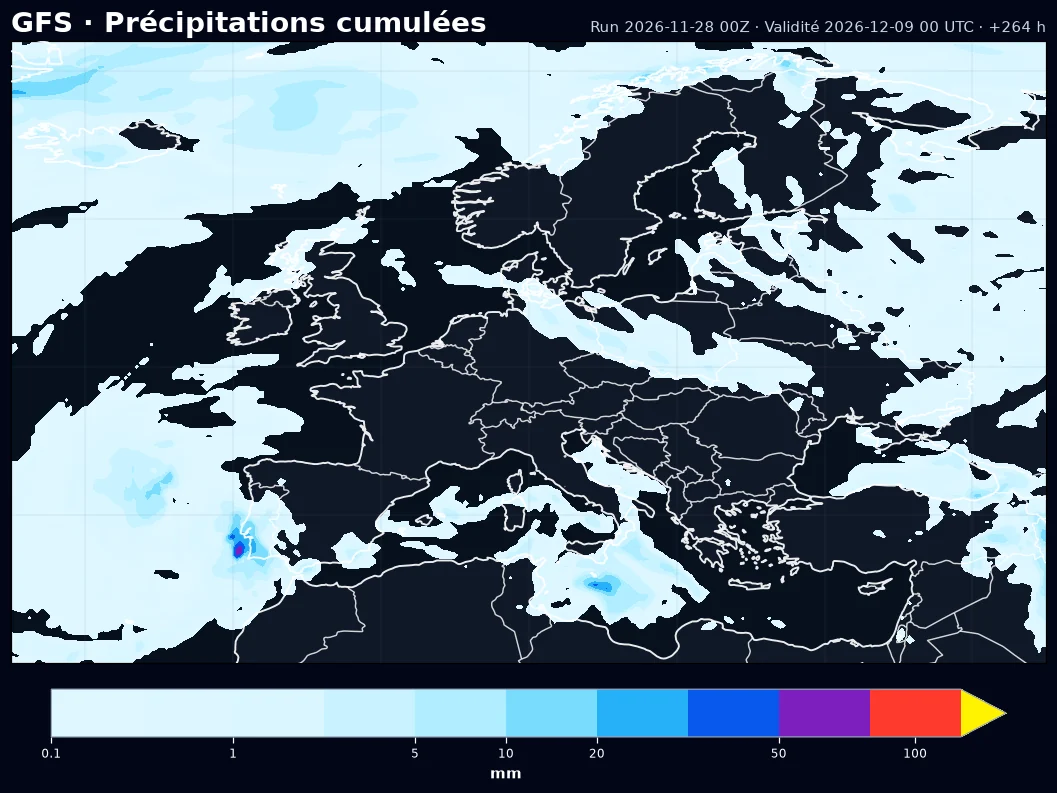 GFS · Précipitations cumulées
Run 2026-11-28 00Z · Validité 2026-12-09 00 UTC · +264 h
0.1 1 5 10 20 50 100
mm